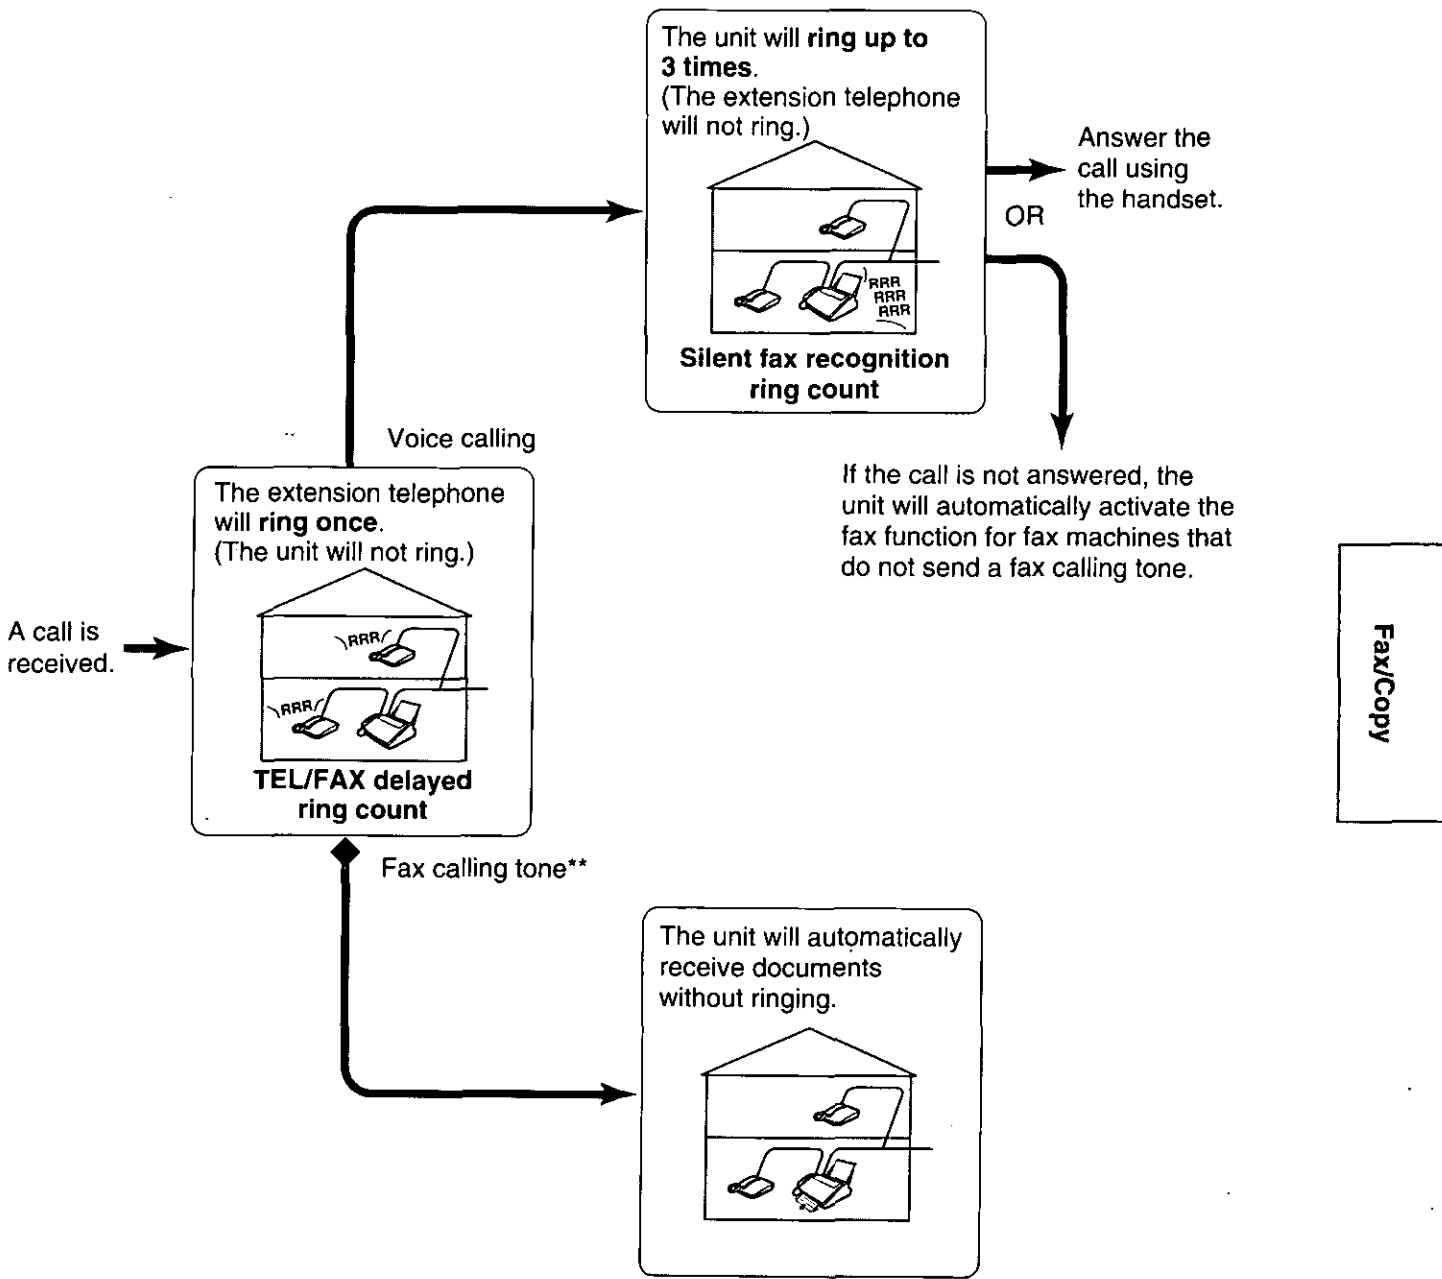 The unit will ring up to
3 times.
(The extension telephone
will not ring.)
RRR
RRR
RRR
Silent fax recognition
ring count
Answer the
call using
the handset.
OR
Voice calling
If the call is not answered, the
unit will automatically activate the
fax function for fax machines that
do not send a fax calling tone.
The extension telephone
will ring once.
(The unit will not ring.)
RRR
RRR
TEL/FAX delayed
ring count
A call is
received.
Fax/Copy
Fax calling tone**
The unit will automatically
receive documents
without ringing.